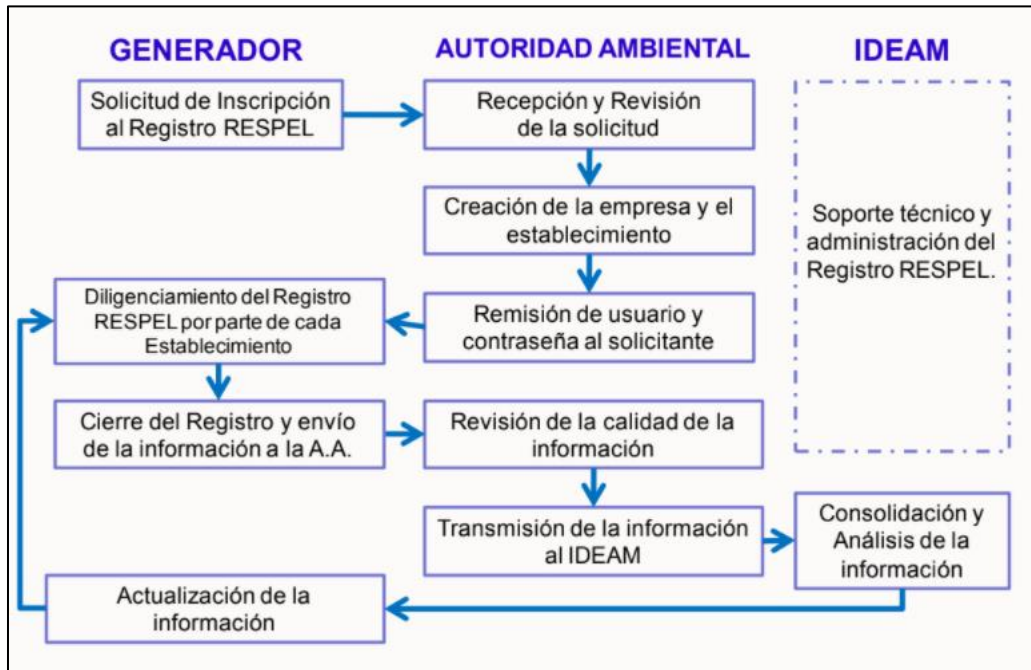 GENERADOR
AUTORIDAD AMBIENTAL
IDEAM
Solicitud de Inscripción
al Registro RESPEL
Recepción y Revisión
de la solicitud
Creación de la empresa y el
establecimiento
Soporte técnico y
administración del
Registro RESPEL.
Remisión de usuario y
contraseña al solicitante
Diligenciamiento del Registro
RESPEL por parte de cada
Establecimiento
Cierre del Registro y envío
de la información a la A.A.
Revisión de la calidad de la
información
Transmisión de la información
al IDEAM
Consolidación y
Análisis de la
información
Actualización de la
información